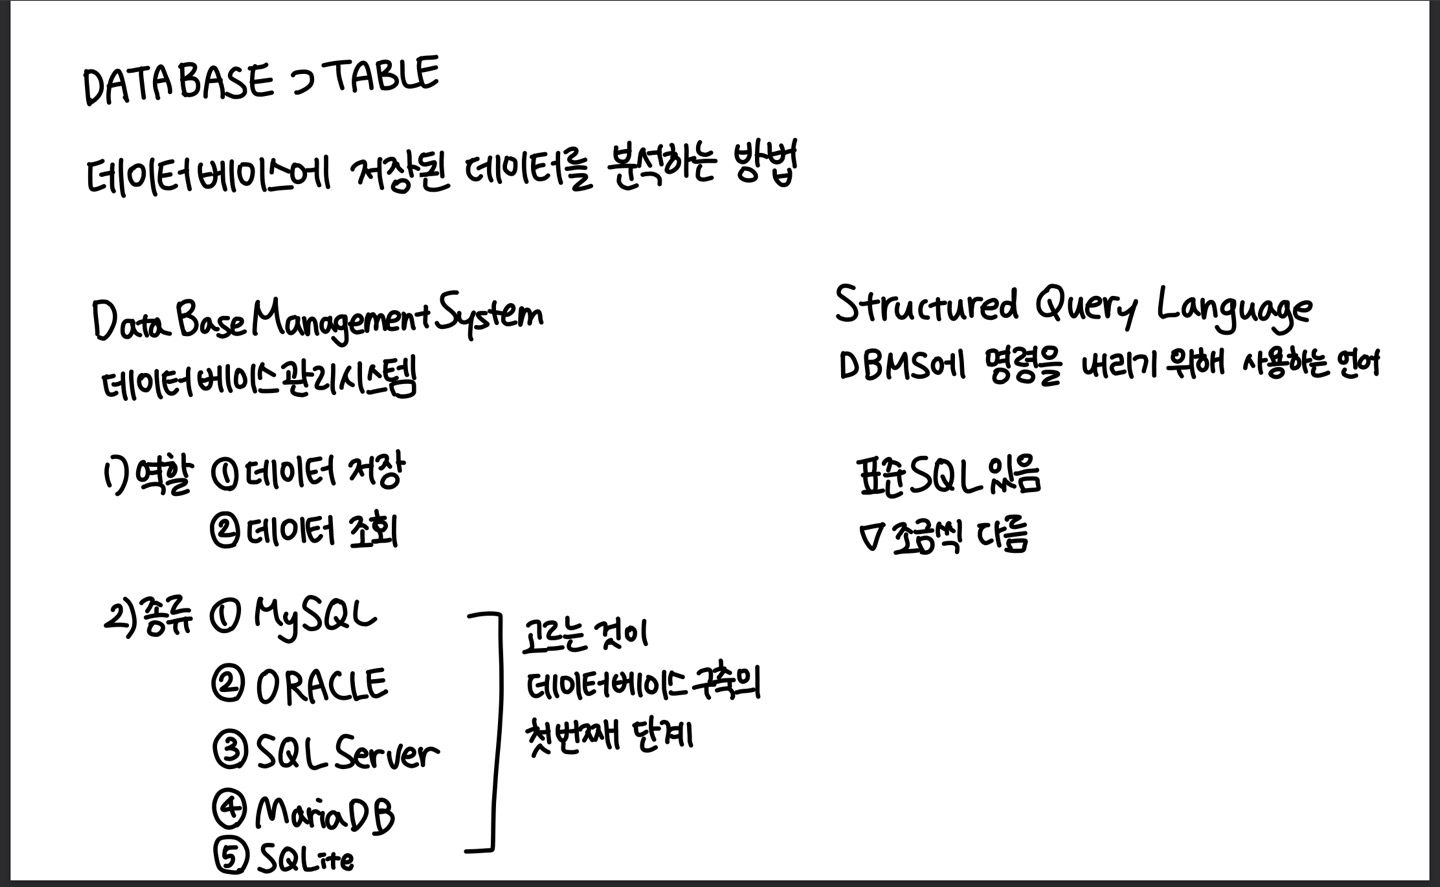 DATABASE ⊃ TABLE
데이터베이스에 저장된 데이터를 분석하는 방법
DataBase Management System
데이터베이스관리시스템
1) 역할 ① 데이터 저장
② 데이터 조회
2) 종류 ① MySQL
② ORACLE
③ SQL Server
④ MariaDB
⑤ SQLite
고르는 것이
데이터베이스 구축의
첫번째 단계
Structured Query Language
DBMS에 명령을 내리기 위해 사용하는 언어
표준SQL 있음
▽ 조금씩 다름